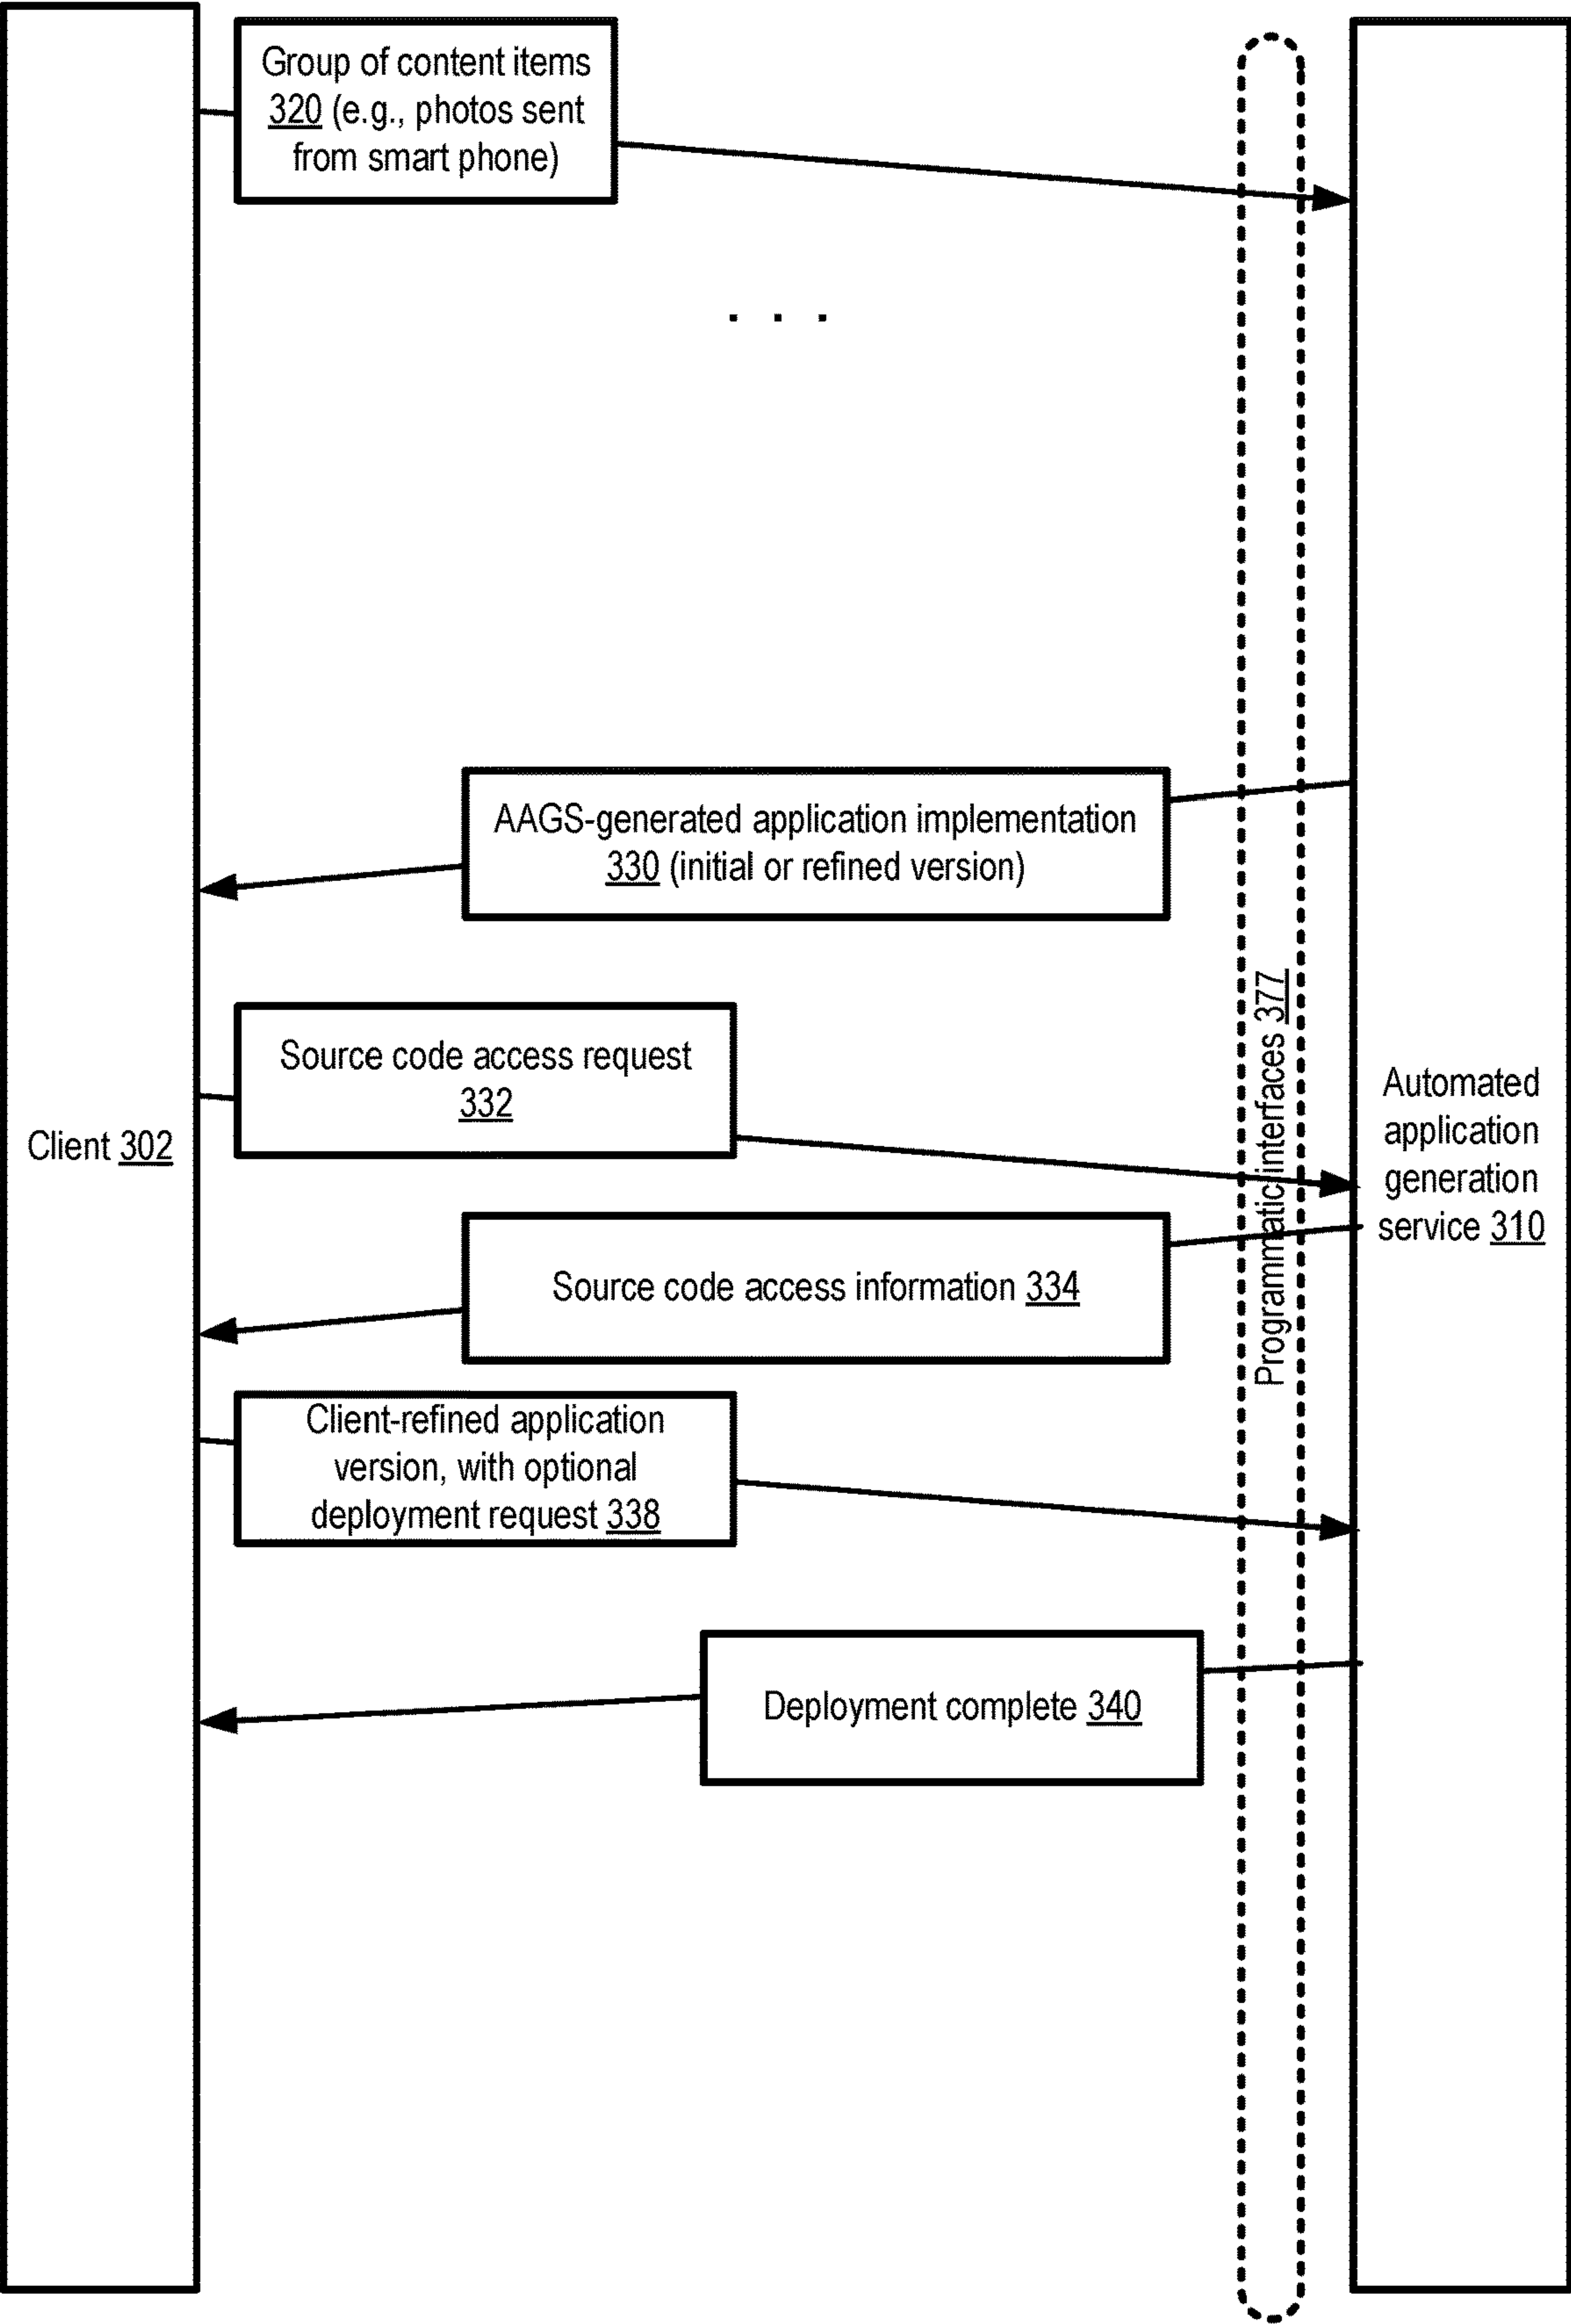 Group of content items
320 (e.g., photos sent
from smart phone)
. . .
AAGS-generated application implementation
330 (initial or refined version)
Source code access request
332
Client 302
Programmatic interfaces 377
Automated
application
generation
service 310
Source code access information 334
Client-refined application
version, with optional
deployment request 338
Deployment complete 340